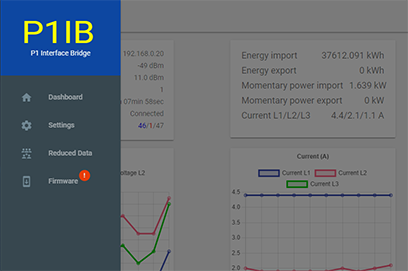 P1IB
P1 Interface Bridge
Dashboard
Settings
Reduced Data
Firmware !
192.168.0.20
-49 dBm
11.0 dBm
1
07min 58sec
Connected
46/1/47
Energy import 37612.091 kWh
Energy export 0 kWh
Momentary power import 1.639 kW
Momentary power export 0 kW
Current L1/L2/L3 4.4/2.1/1.1 A
oltage L2
Current (A)
Current L1 Current L2
Current L3
4.5
4.0
3.5
3.0
2.5
2.0